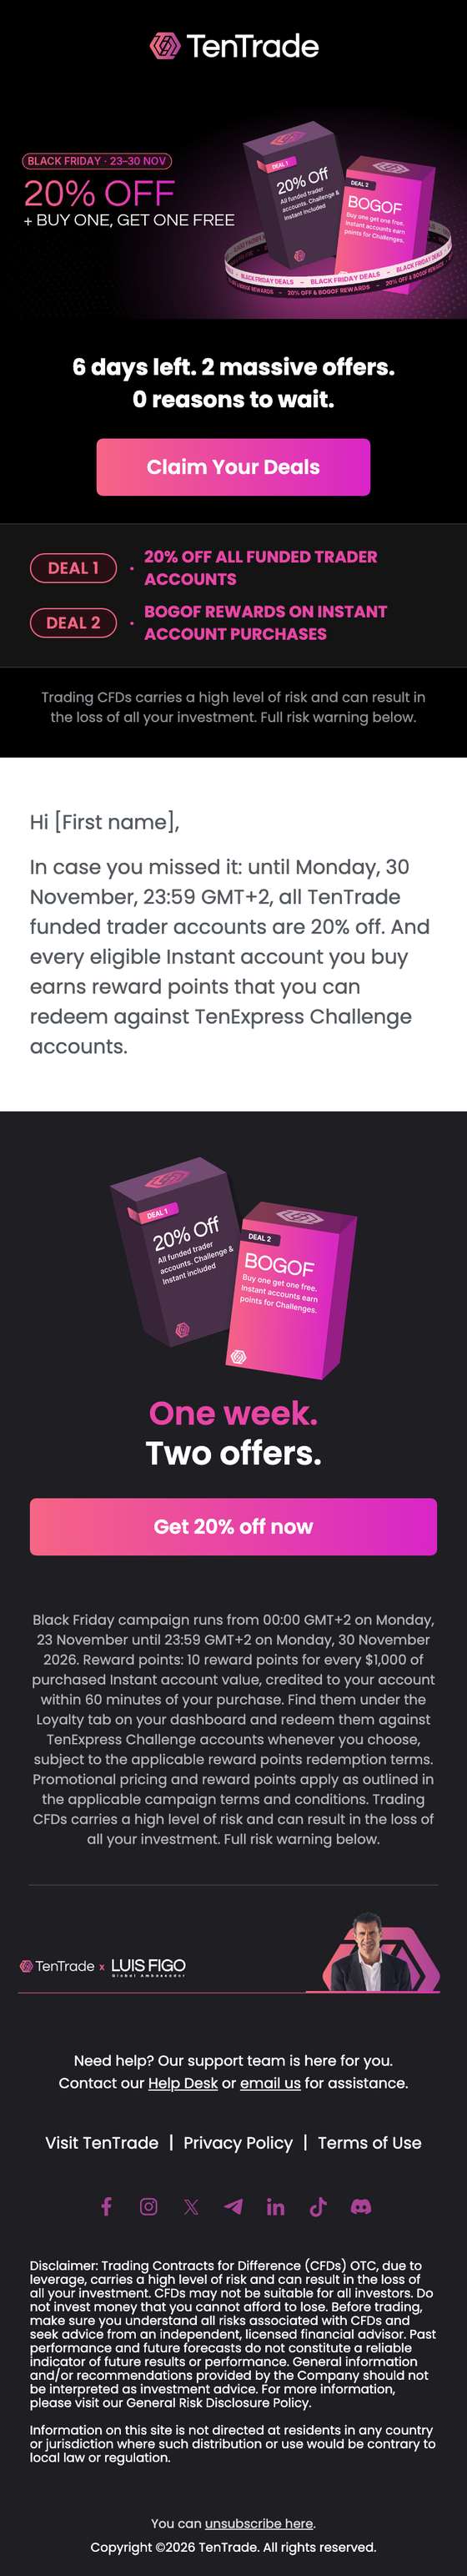 TenTrade
BLACK FRIDAY · 23–30 NOV
20% OFF
+ BUY ONE, GET ONE FREE
DEAL 1
20% Off
All funded trader
accounts. Challenge &
Instant included
DEAL 2
BOGOF
Buy one get one free.
Instant accounts earn
points for Challenges.
BLACK FRIDAY DEALS – BLACK FRIDAY DEALS – BLACK FRIDAY DEALS
REWARDS – 20% OFF & BOGOF REWARDS – 20% OFF & BOGOF
6 days left. 2 massive offers.
0 reasons to wait.
Claim Your Deals
DEAL 1 · 20% OFF ALL FUNDED TRADER
ACCOUNTS
DEAL 2 · BOGOF REWARDS ON INSTANT
ACCOUNT PURCHASES
Trading CFDs carries a high level of risk and can result in
the loss of all your investment. Full risk warning below.
Hi [First name],
In case you missed it: until Monday, 30
November, 23:59 GMT+2, all TenTrade
funded trader accounts are 20% off. And
every eligible Instant account you buy
earns reward points that you can
redeem against TenExpress Challenge
accounts.
DEAL 1
20% Off
All funded trader
accounts. Challenge &
Instant included
DEAL 2
BOGOF
Buy one get one free.
Instant accounts earn
points for Challenges.
One week.
Two offers.
Get 20% off now
Black Friday campaign runs from 00:00 GMT+2 on Monday,
23 November until 23:59 GMT+2 on Monday, 30 November
2026. Reward points: 10 reward points for every $1,000 of
purchased Instant account value, credited to your account
within 60 minutes of your purchase. Find them under the
Loyalty tab on your dashboard and redeem them against
TenExpress Challenge accounts whenever you choose,
subject to the applicable reward points redemption terms.
Promotional pricing and reward points apply as outlined in
the applicable campaign terms and conditions. Trading
CFDs carries a high level of risk and can result in the loss of
all your investment. Full risk warning below.
TenTrade x LUIS FIGO
Global Ambassador
Need help? Our support team is here for you.
Contact our Help Desk or email us for assistance.
Visit TenTrade | Privacy Policy | Terms of Use
Disclaimer: Trading Contracts for Difference (CFDs) OTC, due to
leverage, carries a high level of risk and can result in the loss of
all your investment. CFDs may not be suitable for all investors. Do
not invest money that you cannot afford to lose. Before trading,
make sure you understand all risks associated with CFDs and
seek advice from an independent, licensed financial advisor. Past
performance and future forecasts do not constitute a reliable
indicator of future results or performance. General information
and/or recommendations provided by the Company should not
be interpreted as investment advice. For more information,
please visit our General Risk Disclosure Policy.
Information on this site is not directed at residents in any country
or jurisdiction where such distribution or use would be contrary to
local law or regulation.
You can unsubscribe here.
Copyright ©2026 TenTrade. All rights reserved.